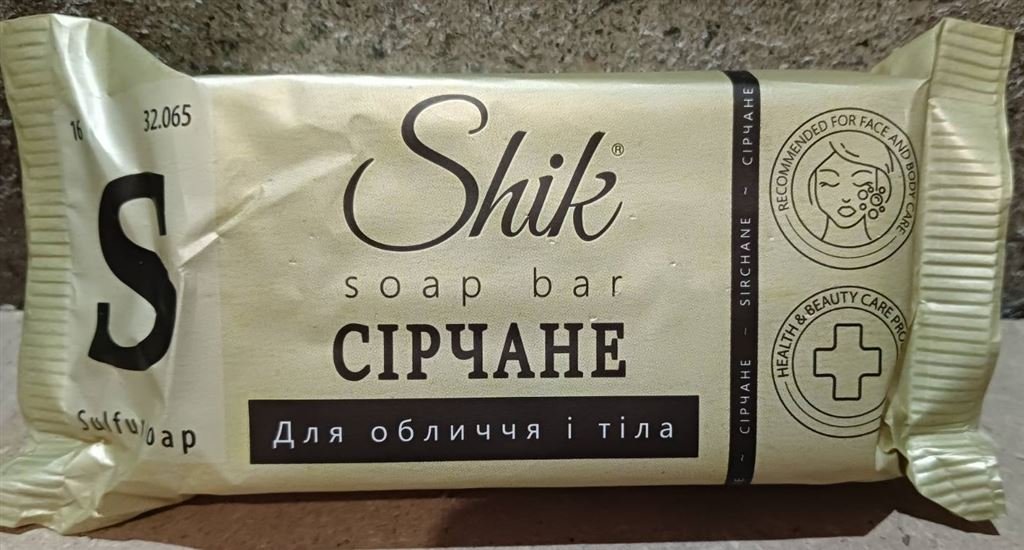 16
32.065
S
Sulfu oap
Shik®
soap bar
СІРЧАНЕ
Для обличчя і тіла
СІРЧАНЕ ~ SIRCHANE ~ СІРЧАНЕ
RECOMMENDED FOR FACE AND BODY CARE
HEALTH & BEAUTY CARE PRO